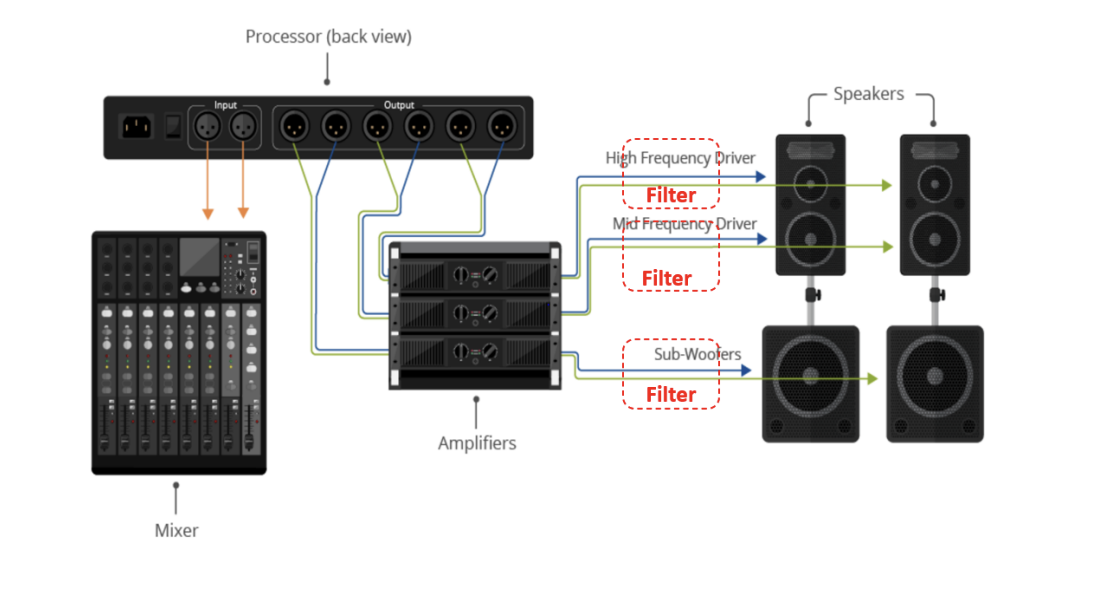 Processor (back view)
Input
Output
Speakers
High Frequency Driver
Filter
Mid Frequency Driver
Filter
Sub-Woofers
Filter
Amplifiers
Mixer